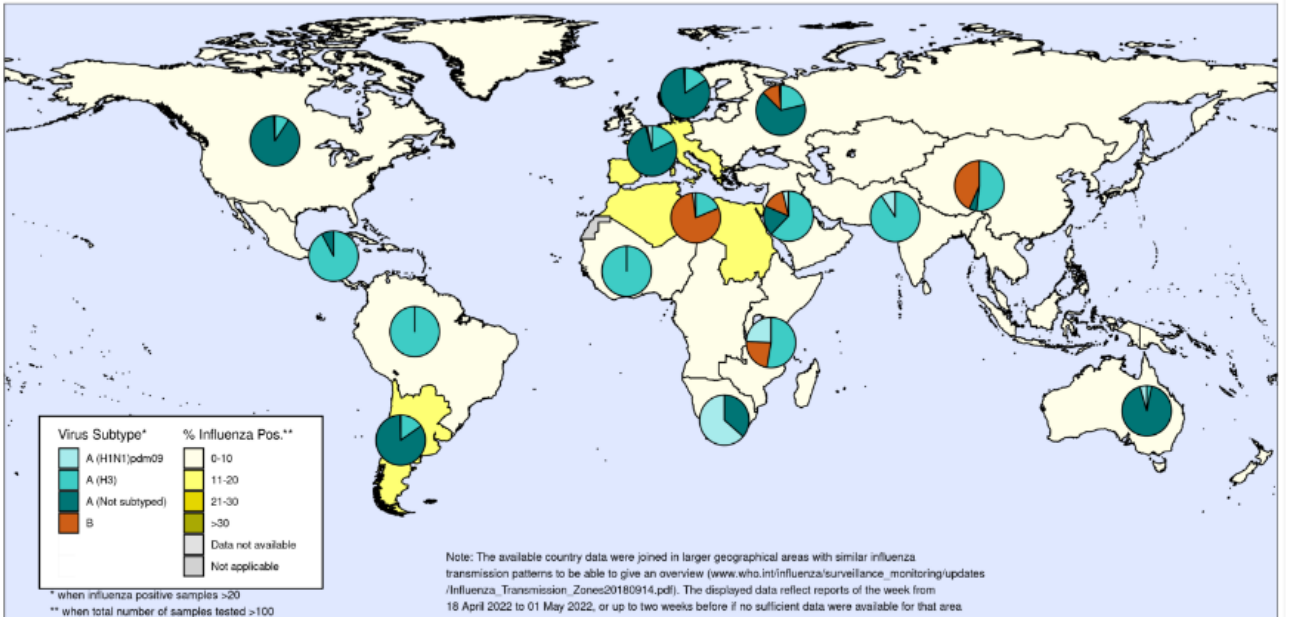 Virus Subtype*
A (H1N1)pdm09
A (H3)
A (Not subtyped)
B
% Influenza Pos.**
0-10
11-20
21-30
>30
Data not available
Not applicable
* when influenza positive samples >20
** when total number of samples tested >100
Note: The available country data were joined in larger geographical areas with similar influenza
transmission patterns to be able to give an overview (www.who.int/influenza/surveillance_monitoring/updates
/Influenza_Transmission_Zones20180914.pdf). The displayed data reflect reports of the week from
18 April 2022 to 01 May 2022, or up to two weeks before if no sufficient data were available for that area